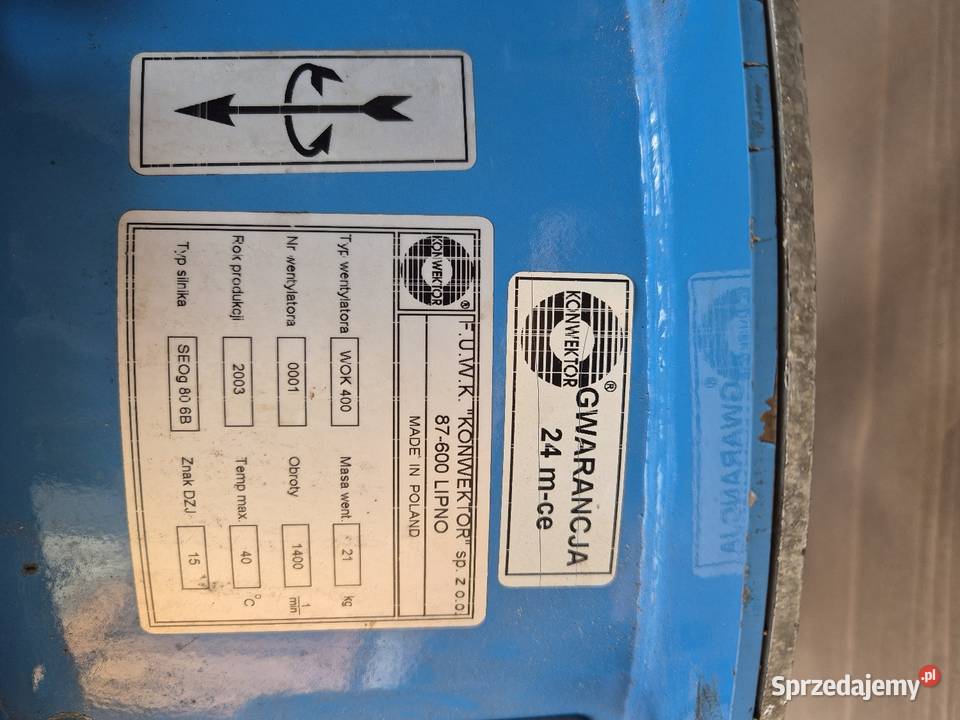 KONWEKTOR ®
F.U.W.K. "KONWEKTOR" sp. z o.o.
87-600 LIPNO
MADE IN POLAND
Typ wentylatora WOK 400 Masa went. 21 kg
Nr wentylatora 0001 Obroty 1400 1/min
Rok produkcji 2003 Temp max. 40 °C
Typ silnika SEOg 80 6B Znak DZJ 15
KONWEKTOR ®
GWARANCJA
24 m-ce
Sprzedajemy.pl